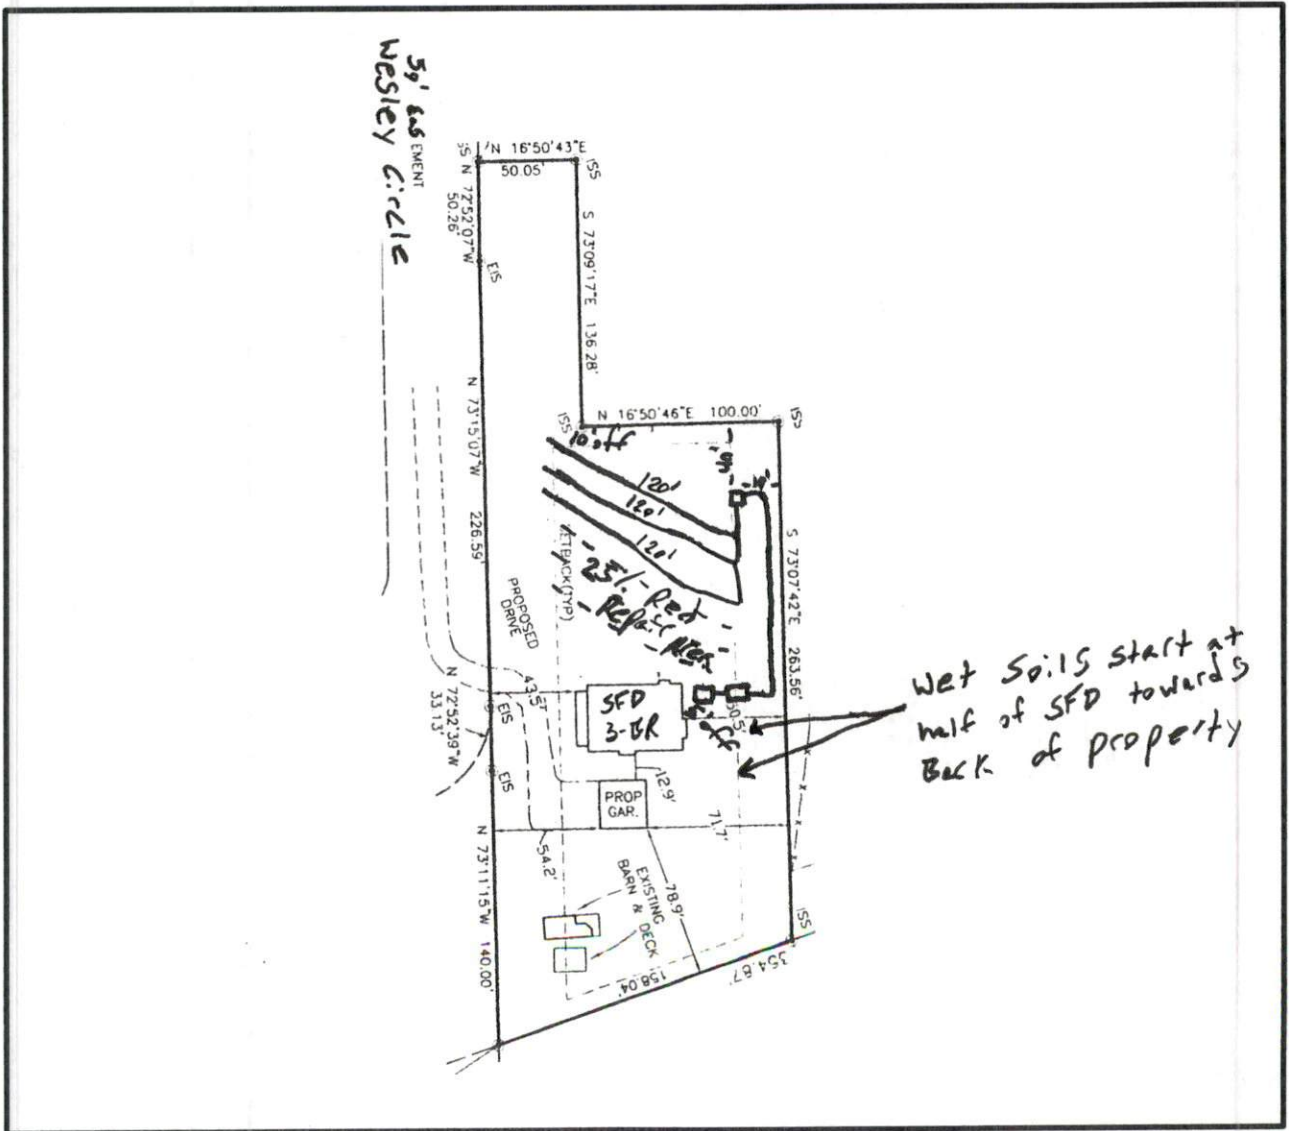 Wesley Circle
EMENT
'N 16°50'43"E
50.05'
ISS
N 72°52'07"W
50.26'
EIS
S 73°09'17"E 136.28'
N 73°15'07"W 226.59'
ISS
N 16°50'46"E 100.00'
ISS
10' off
120'
120'
120'
S 73°07'42"E 263.56'
SETBACK(TYP)
25%
Repair Area
PROPOSED
DRIVE
43.5'
SFD
3-BR
N 72°52'39"W
33.13'
EIS
EIS
12.9'
PROP
GAR.
71.7'
54.2'
78.9'
EXISTING
BARN & DECK
N 73°11'15"W 140.00'
158.04'
354.87'
ISS
Wet Soils start at
half of SFD towards
Back of property